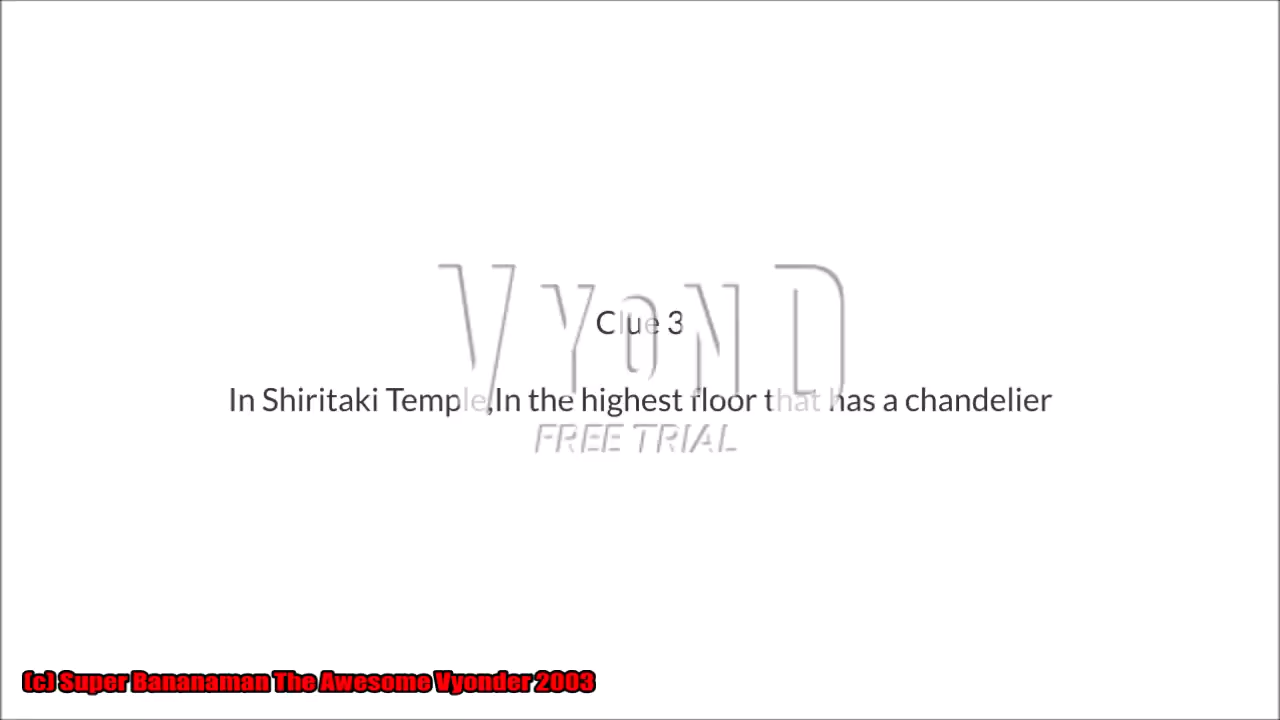 VYOND
Clue 3
In Shiritaki Temple,In the highest floor that has a chandelier
FREE TRIAL
(c) Super Bananaman The Awesome Vyonder 2003